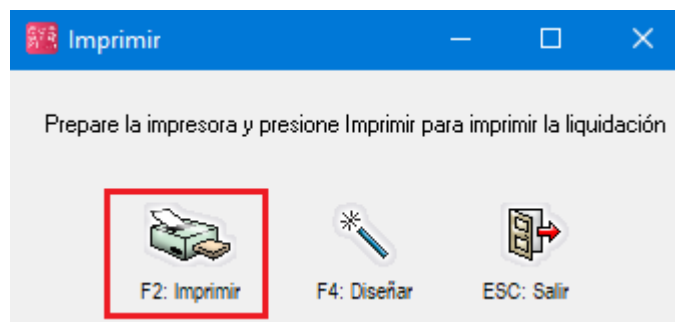 Imprimir
Prepare la impresora y presione Imprimir para imprimir la liquidación
F2: Imprimir F4: Diseñar ESC: Salir